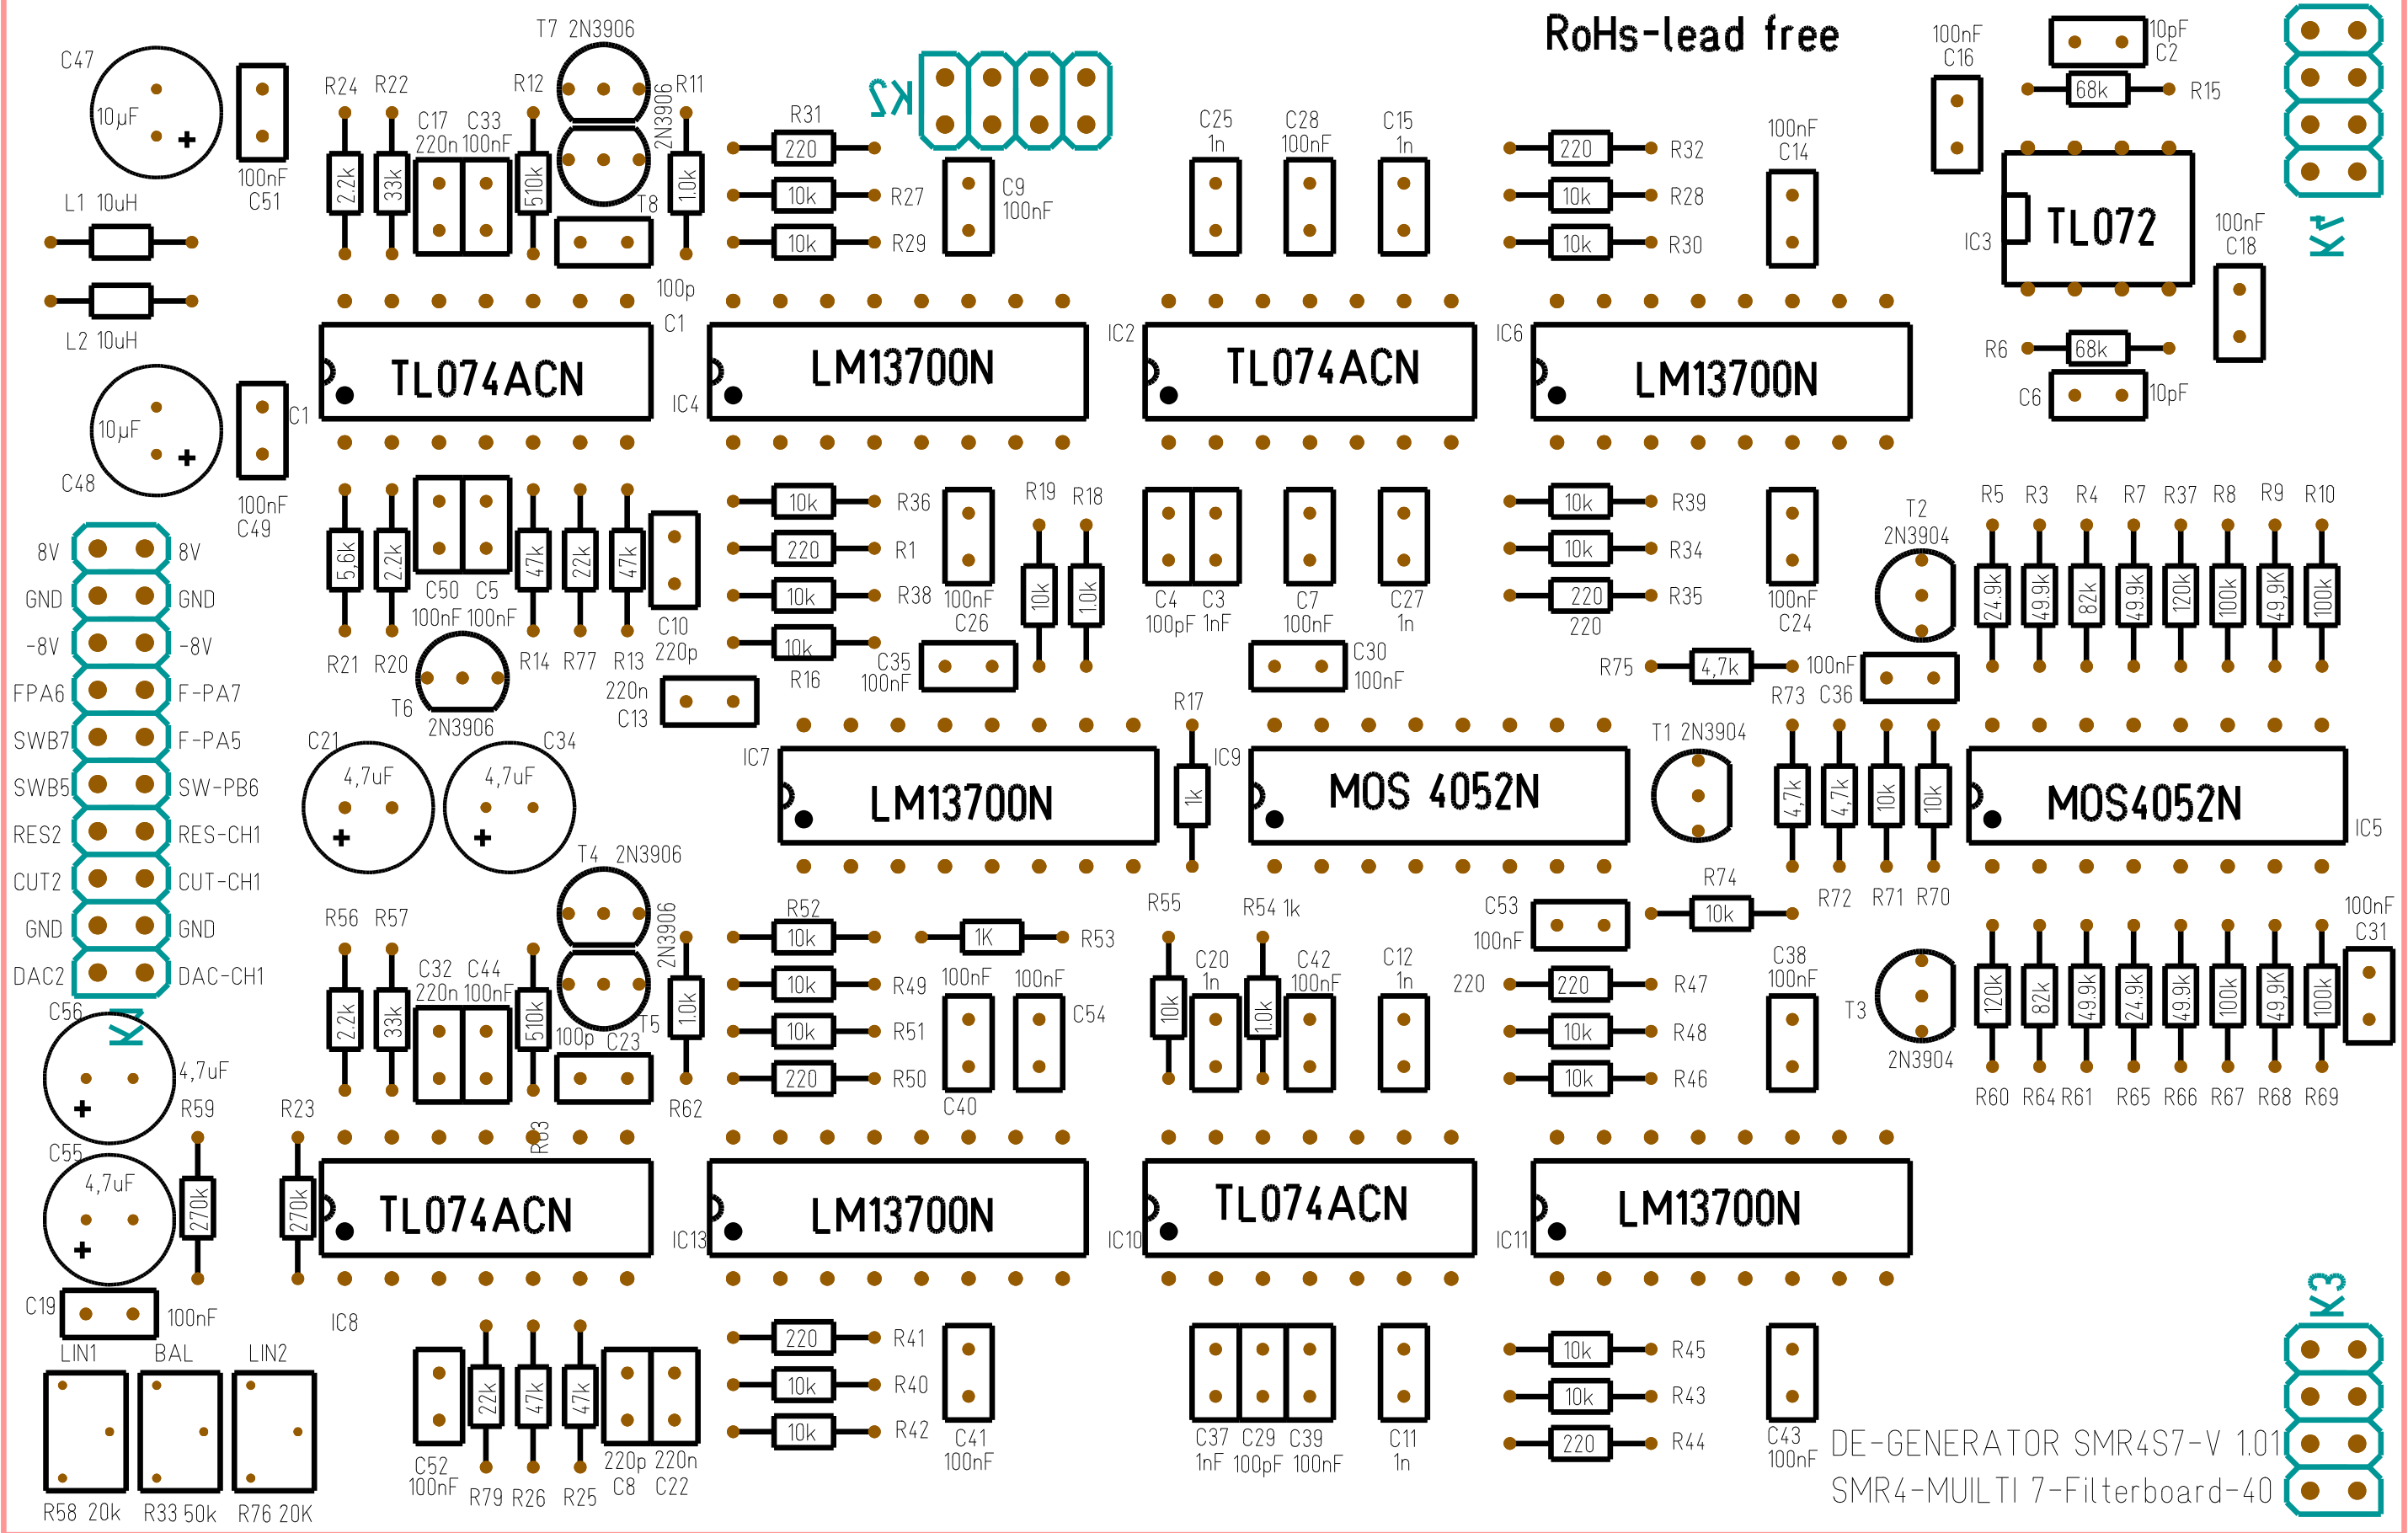 RoHs-lead free
T7 2N3906
C47
10µF
+
100nF
C51
R24
R22
C17
220n
C33
100nF
R12
2N3906
R11
2.2k
33k
510k
1.0k
T8
100p
C1
R31
220
10k
R27
10k
R29
K2
C9
100nF
C25
1n
C28
100nF
C15
1n
220
R32
10k
R28
10k
R30
100nF
C14
100nF
C16
10pF
C2
68k
R15
IC3
TL072
100nF
C18
K4
L1 10uH
L2 10uH
TL074ACN
IC4
LM13700N
IC2
TL074ACN
IC6
LM13700N
R6
68k
C6
10pF
10µF
+
C48
C1
100nF
C49
5,6k
2.2k
C50
100nF
C5
100nF
47k
22k
47k
R21
R20
R14
R77
R13
C10
220p
10k
R36
220
R1
10k
R38
10k
R16
100nF
C26
R19
R18
10k
1.0k
C35
100nF
C4
100pF
C3
1nF
C7
100nF
C27
1n
C30
100nF
10k
R39
10k
R34
220
R35
220
100nF
C24
R75
4,7k
T2
2N3904
100nF
C36
R5
R3
R4
R7
R37
R8
R9
R10
24.9k
49.9k
82k
49.9k
120k
100k
49,9K
100k
8V
8V
GND
GND
-8V
-8V
FPA6
F-PA7
SWB7
F-PA5
SWB5
SW-PB6
RES2
RES-CH1
CUT2
CUT-CH1
GND
GND
DAC2
DAC-CH1
K1
T6
2N3906
220n
C13
C21
4,7uF
+
C34
4,7uF
+
IC7
LM13700N
R17
1k
IC9
MOS 4052N
T1 2N3904
R73
4,7k
4,7k
10k
10k
R72
R71
R70
MOS4052N
IC5
T4 2N3906
2N3906
T5
R56
R57
2.2k
33k
C32
220n
C44
100nF
510k
100p
C23
1.0k
R62
R63
R52
10k
10k
R49
10k
R51
220
R50
1K
R53
100nF
C40
100nF
C54
R55
10k
C20
1n
R54 1k
1.0k
C42
100nF
C12
1n
C53
100nF
R74
10k
220
220
R47
10k
R48
10k
R46
C38
100nF
T3
2N3904
120k
82k
49.9k
24.9k
49.9k
100k
49,9K
100k
R60
R64
R61
R65
R66
R67
R68
R69
100nF
C31
C56
4,7uF
+
C55
4,7uF
+
R59
270k
R23
270k
C19
100nF
TL074ACN
IC8
IC13
LM13700N
IC10
TL074ACN
IC11
LM13700N
LIN1
BAL
LIN2
R58 20k
R33 50k
R76 20K
C52
100nF
22k
47k
47k
R79
R26
R25
220p
C8
220n
C22
220
R41
10k
R40
10k
R42
C41
100nF
C37
1nF
C29
100pF
C39
100nF
C11
1n
10k
R45
10k
R43
220
R44
C43
100nF
K3
DE-GENERATOR SMR4S7-V 1.01
SMR4-MUILTI 7-Filterboard-40